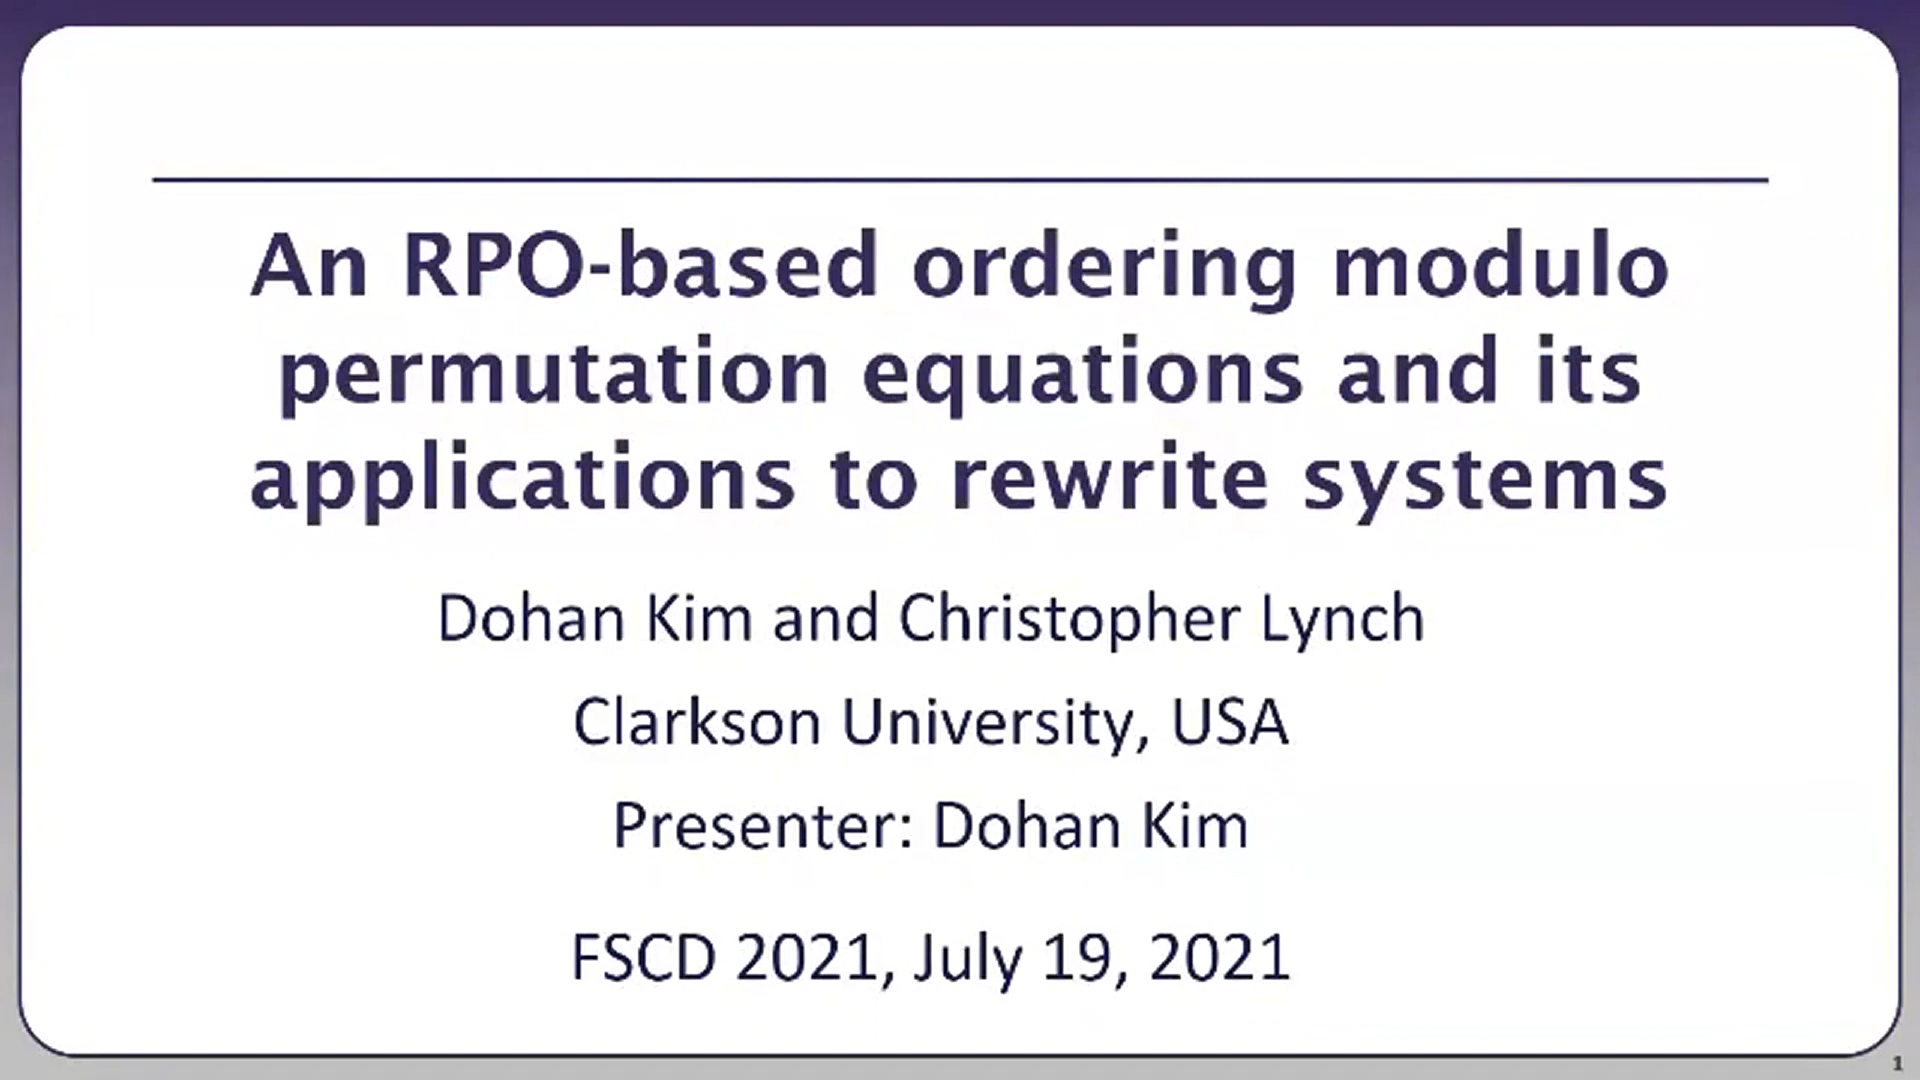 An RPO-based ordering modulo
permutation equations and its
applications to rewrite systems
Dohan Kim and Christopher Lynch
Clarkson University, USA
Presenter: Dohan Kim
FSCD 2021, July 19, 2021
1